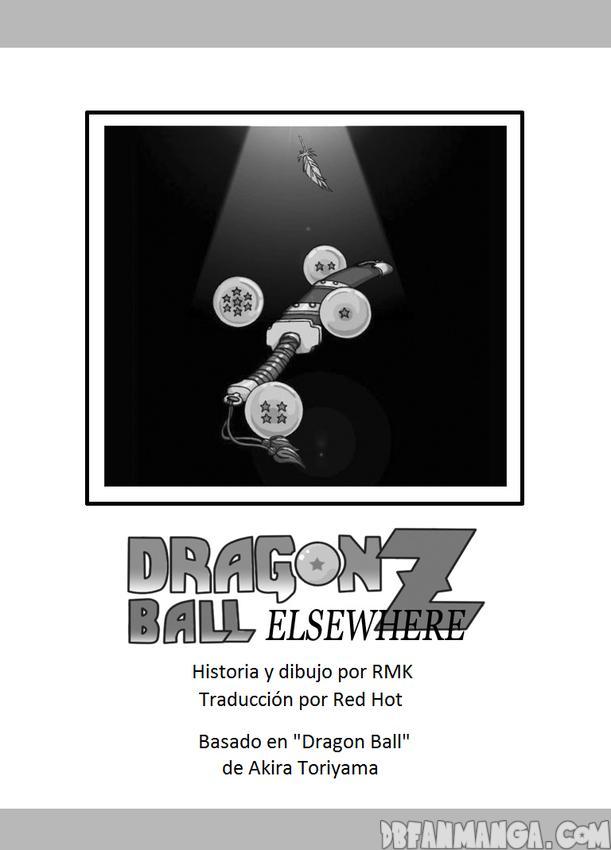 DRAGON Z
BALL ELSEWHERE
Historia y dibujo por RMK
Traducción por Red Hot
Basado en "Dragon Ball"
de Akira Toriyama
DBFANMANGA.COM